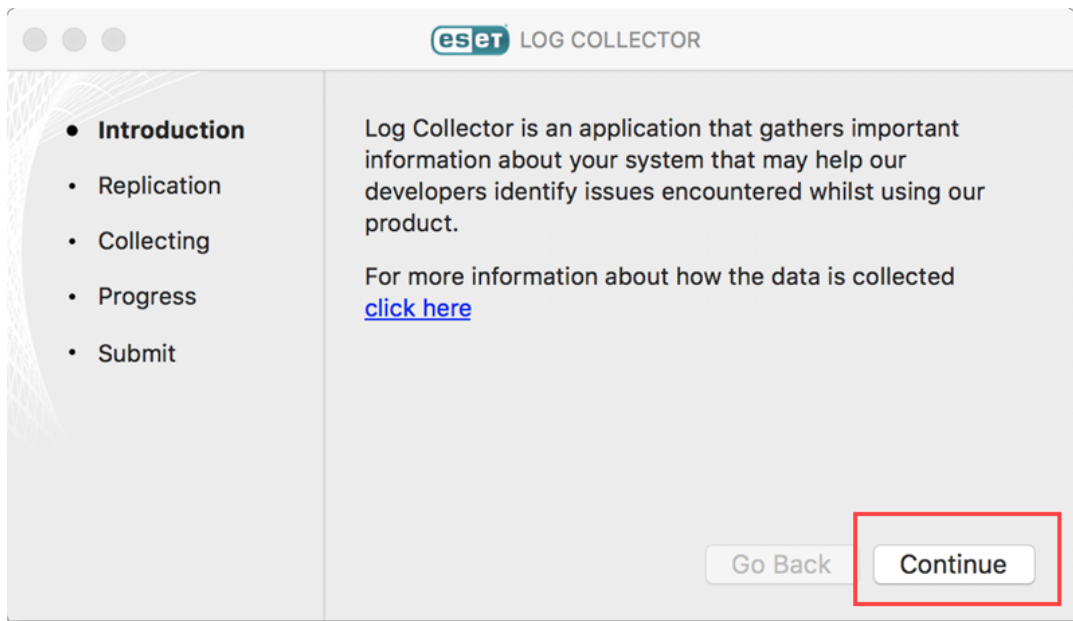 eseT LOG COLLECTOR
• Introduction
• Replication
• Collecting
• Progress
• Submit
Log Collector is an application that gathers important
information about your system that may help our
developers identify issues encountered whilst using our
product.
For more information about how the data is collected
click here
Go Back
Continue